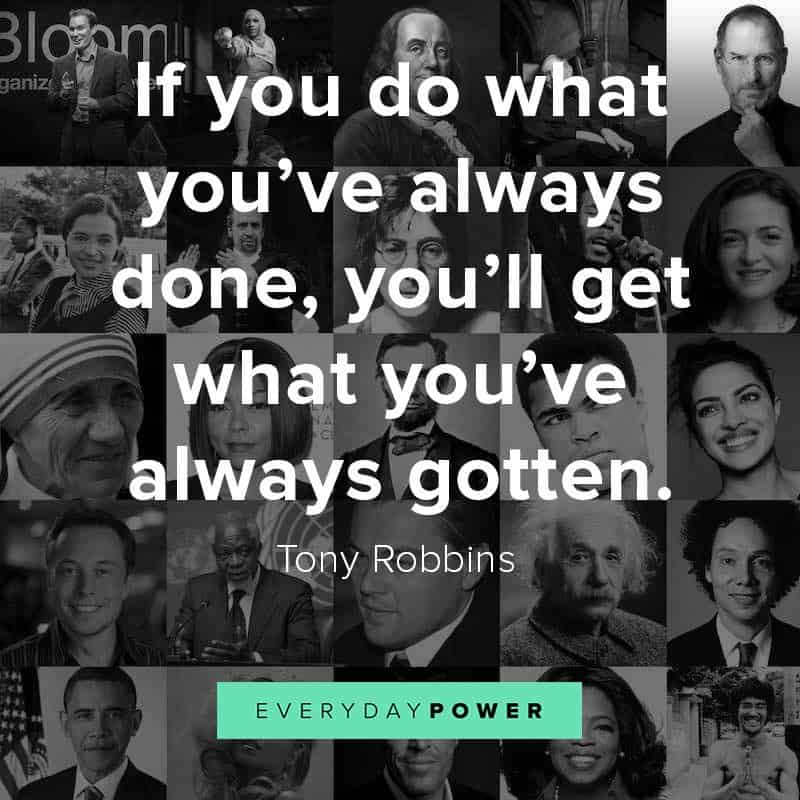 Bloom
If you do what
you've always
done, you'll get
what you've
always gotten.
Tony Robbins
EVERYDAYPOWER